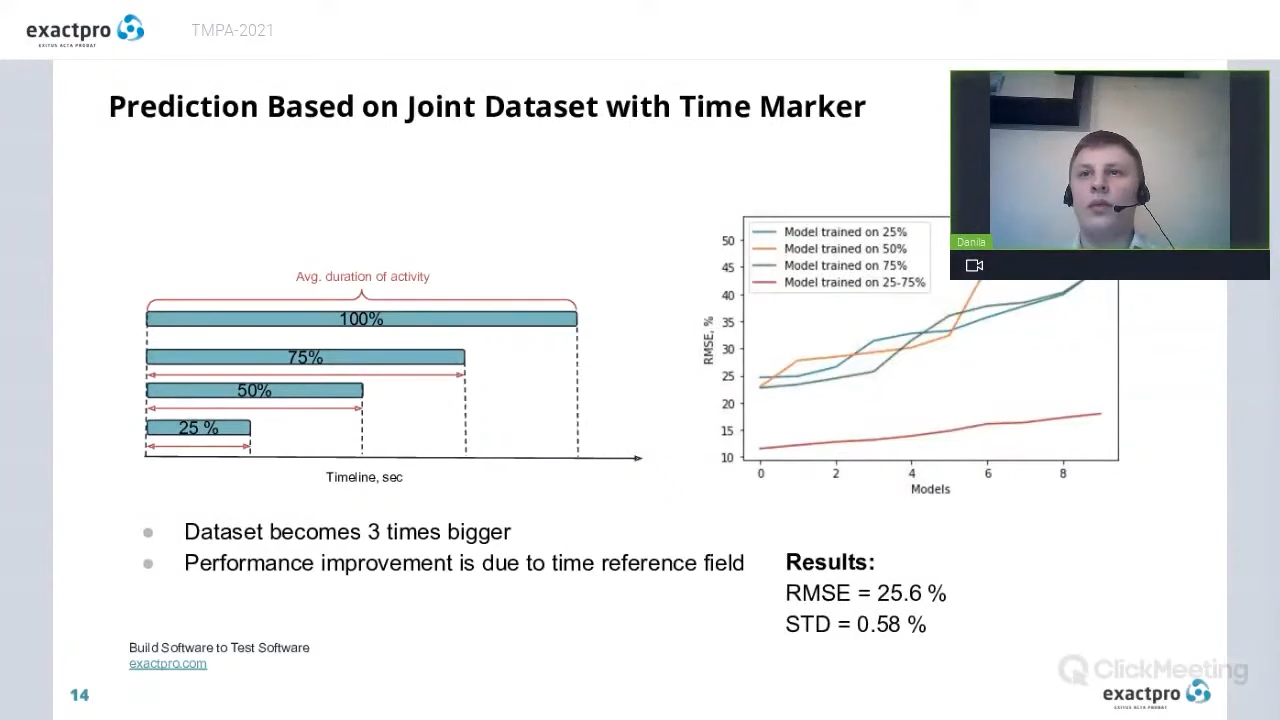 exactpro
EXITUS ACTA PROBAT
TMPA-2021
Prediction Based on Joint Dataset with Time Marker
Danila
Avg. duration of activity
100%
75%
50%
25 %
Timeline, sec
Model trained on 25%
Model trained on 50%
Model trained on 75%
Model trained on 25-75%
50
45
40
35
30
25
20
15
10
RMSE, %
0
2
4
6
8
Models
Dataset becomes 3 times bigger
Performance improvement is due to time reference field
Results:
RMSE = 25.6 %
STD = 0.58 %
Build Software to Test Software
exactpro.com
14
ClickMeeting
exactpro
EXITUS ACTA PROBAT